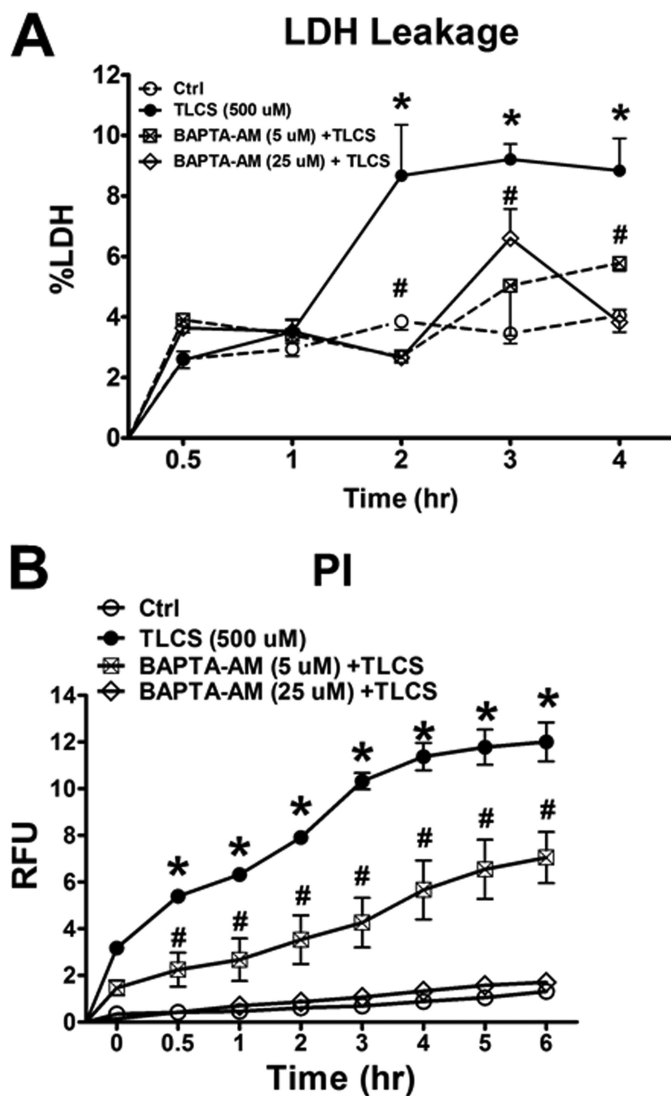 A
LDH Leakage
12
10
8
6
4
2
0
%LDH
Ctrl
TLCS (500 uM)
BAPTA-AM (5 uM) +TLCS
BAPTA-AM (25 uM) + TLCS
* * *
# # #
0.5 1 2 3 4
Time (hr)
B
PI
Ctrl
TLCS (500 uM)
BAPTA-AM (5 uM) +TLCS
BAPTA-AM (25 uM) +TLCS
14
12
10
8
6
4
2
0
RFU
* * * * * * *
# # # # # # #
0 0.5 1 2 3 4 5 6
Time (hr)